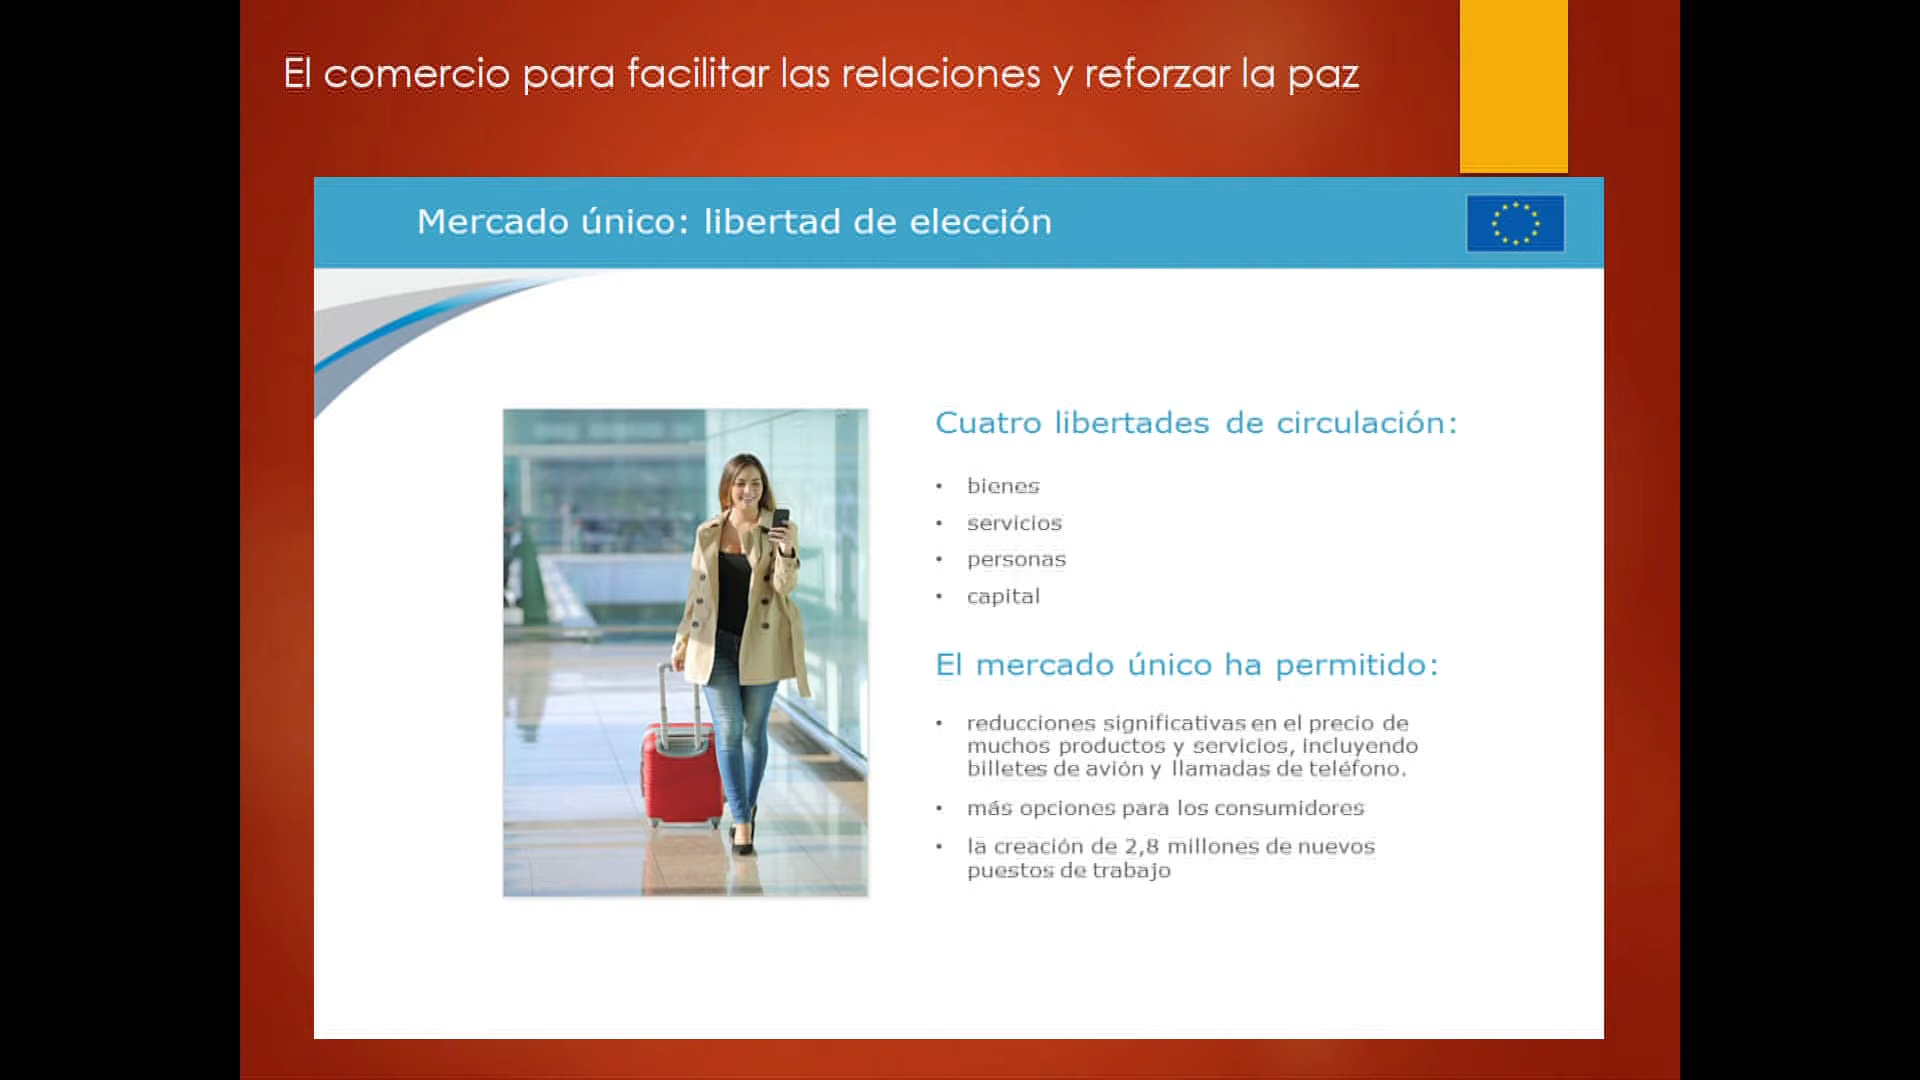 El comercio para facilitar las relaciones y reforzar la paz
Mercado único: libertad de elección
Cuatro libertades de circulación:
• bienes
• servicios
• personas
• capital
El mercado único ha permitido:
• reducciones significativas en el precio de
muchos productos y servicios, incluyendo
billetes de avión y llamadas de teléfono.
• más opciones para los consumidores
• la creación de 2,8 millones de nuevos
puestos de trabajo